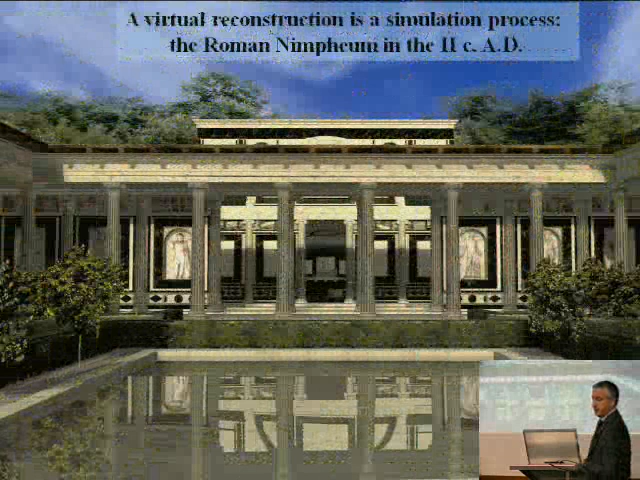 A virtual reconstruction is a simulation process:
the Roman Nimpheum in the II c. A.D.